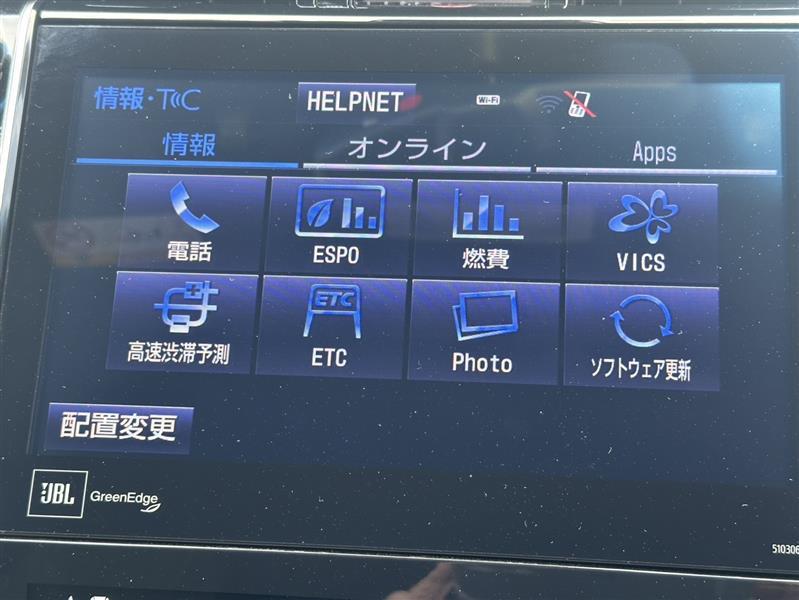 情報・TC
HELPNET
Wi-Fi
情報
オンライン
Apps
電話
ESPO
燃費
VICS
高速渋滞予測
ETC
ETC
Photo
ソフトウェア更新
配置変更
JBL
GreenEdge
510306